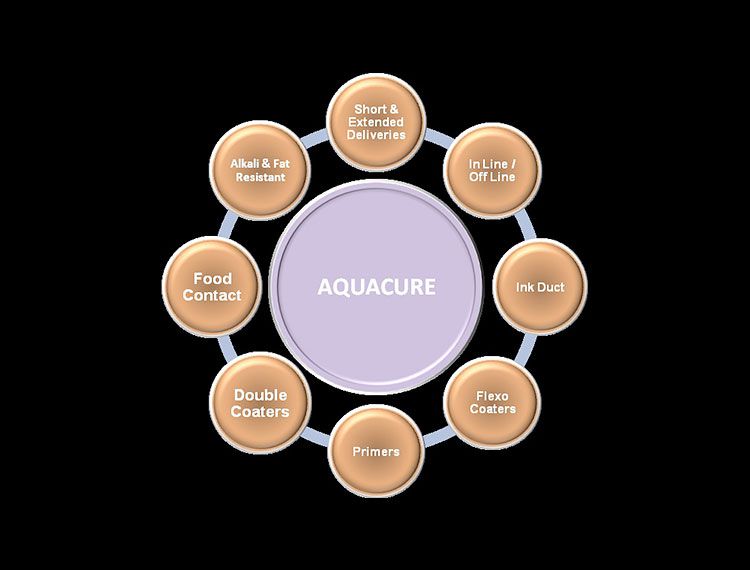 Short &
Extended
Deliveries
In Line /
Off Line
Ink Duct
Flexo
Coaters
Primers
Double
Coaters
Food
Contact
Alkali & Fat
Resistant
AQUACURE